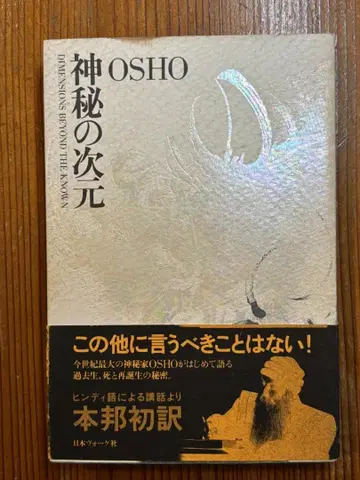 OSHO
神秘の次元
DIMENSIONS BEYOND THE KNOWN
この他に言うべきことはない!
今世紀最大の神秘家OSHOがはじめて語る
過去生、死と再誕生の秘密。
ヒンディ語による講話より
本邦初訳
日本ヴォーグ社